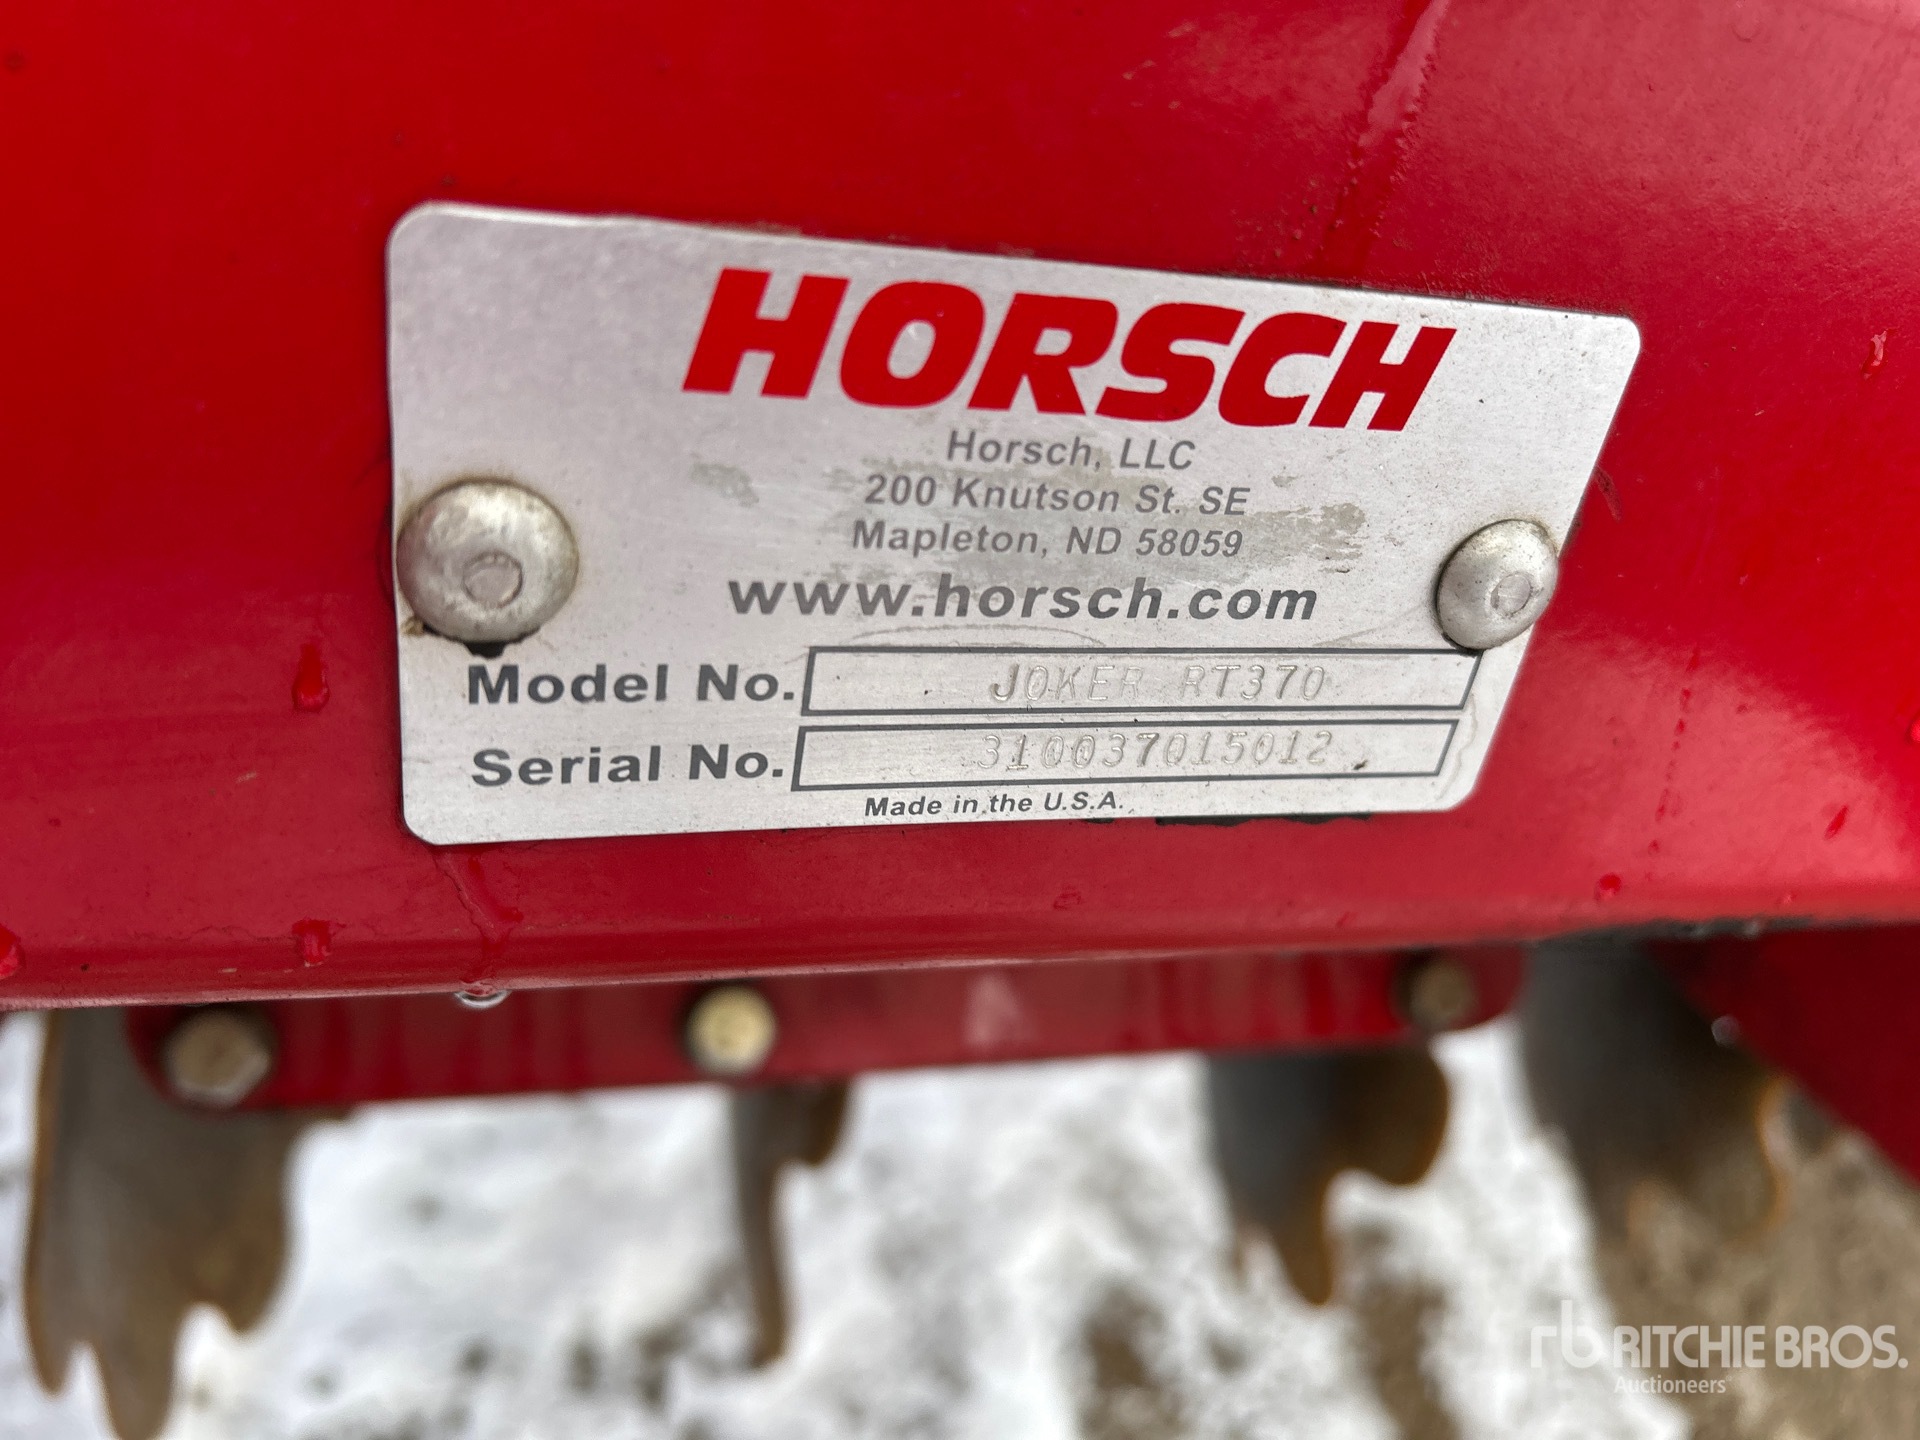 HORSCH
Horsch, LLC
200 Knutson St. SE
Mapleton, ND 58059
www.horsch.com
Model No. JOKER RT370
Serial No. 310037015012
Made in the U.S.A.
rb RITCHIE BROS.
Auctioneers